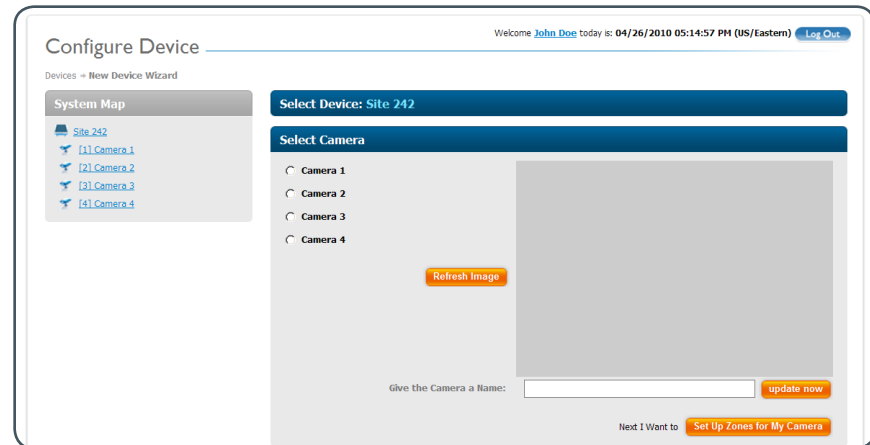 Welcome John Doe today is: 04/26/2010 05:14:57 PM (US/Eastern) Log Out
Configure Device
Devices » New Device Wizard
System Map
Site 242
[1] Camera 1
[2] Camera 2
[3] Camera 3
[4] Camera 4
Select Device: Site 242
Select Camera
Camera 1
Camera 2
Camera 3
Camera 4
Refresh Image
Give the Camera a Name:
update now
Next I Want to Set Up Zones for My Camera